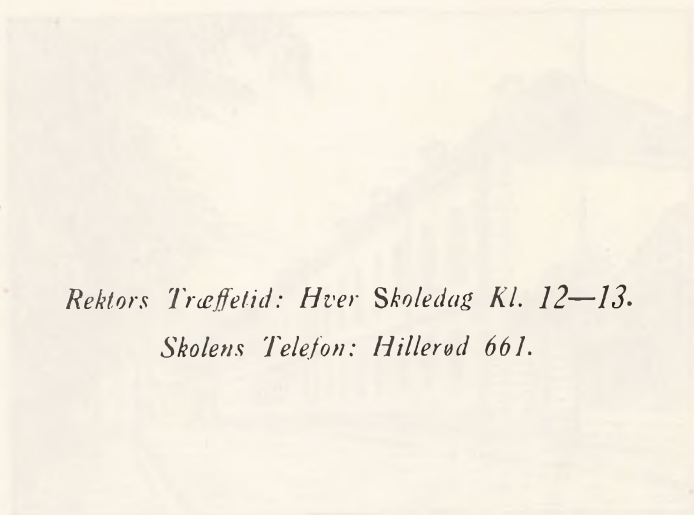 Rektors Træffetid: Hver Skoledag Kl. 12—13.
Skolens Telefon: Hillerød 661.